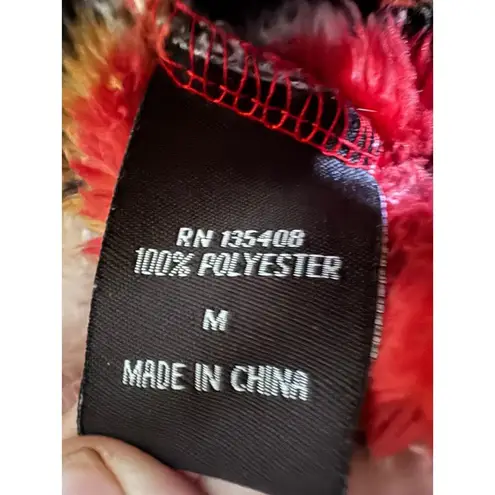 RN 135408
100% POLYESTER
M
MADE IN CHINA